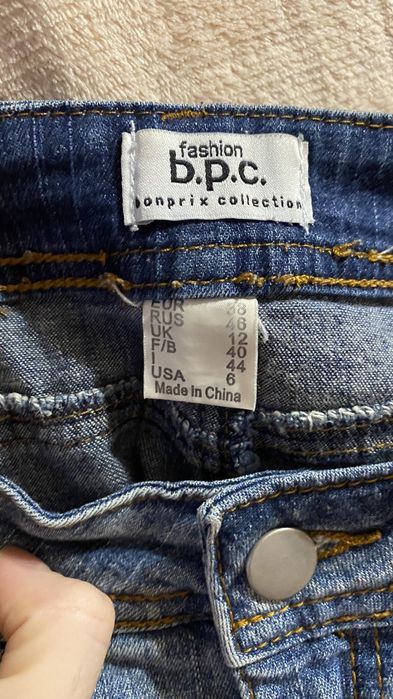 fashion
b.p.c.
bonprix collection
EUR 38
RUS 46
UK 12
F/B 40
I 44
USA 6
Made in China